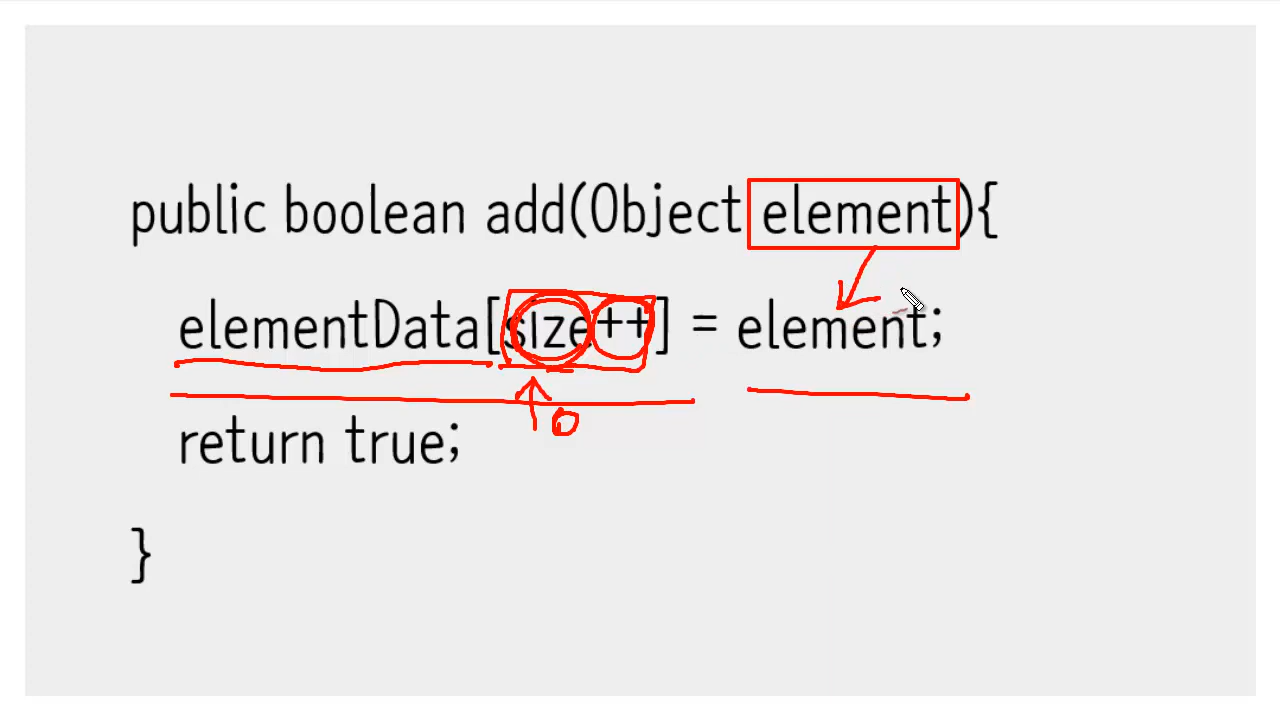 public boolean add(Object element){
elementData[size++] = element;
0
return true;
}